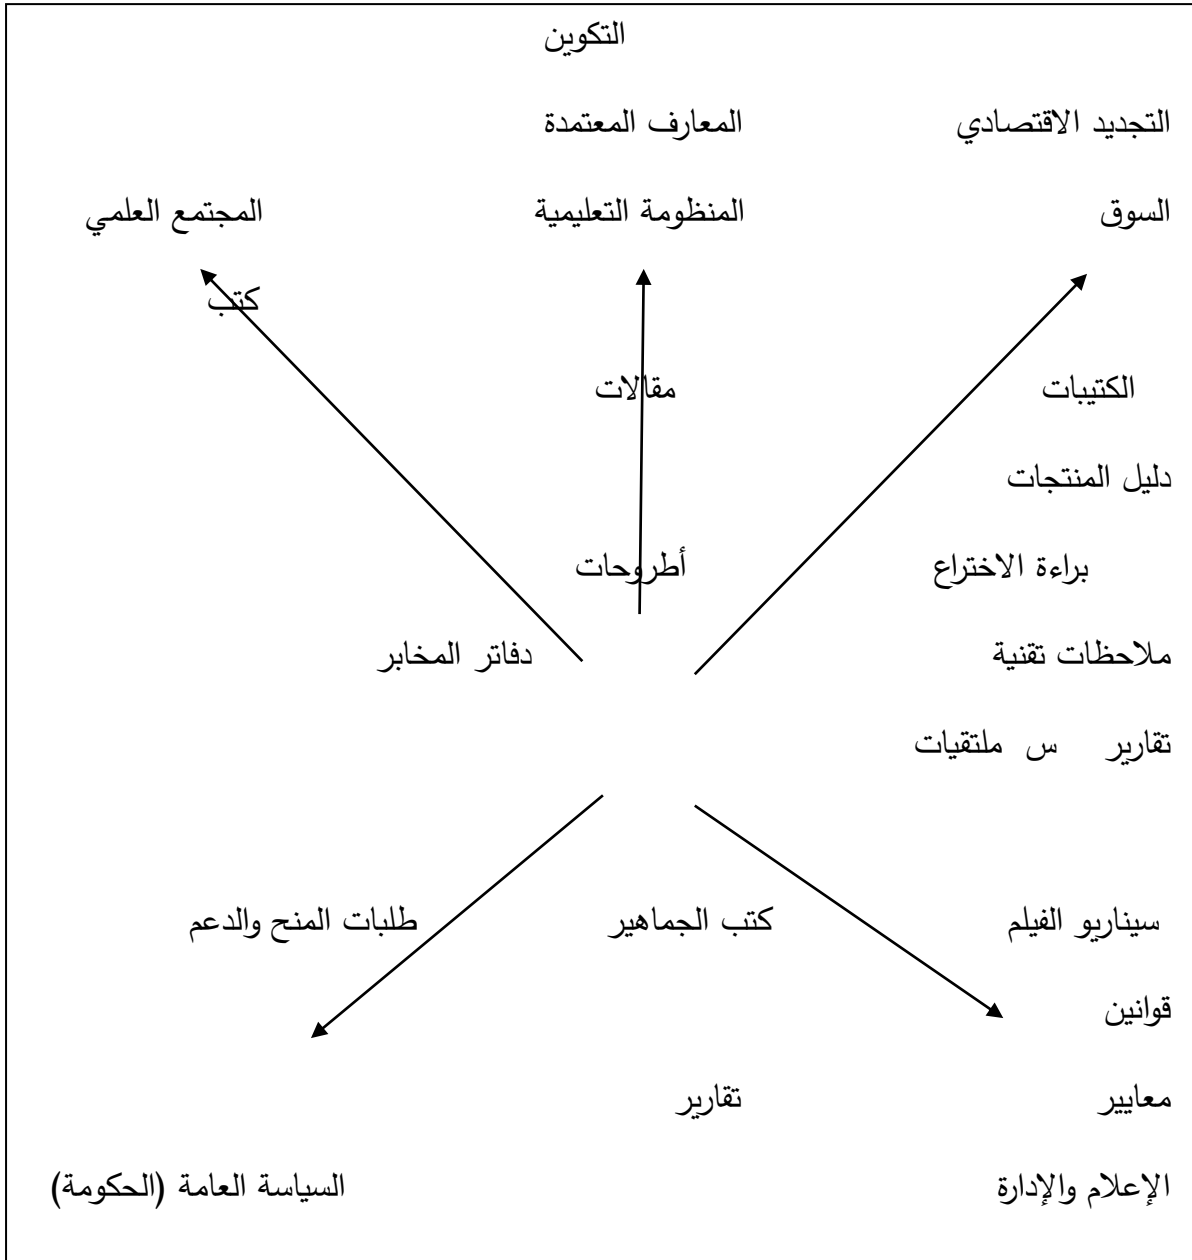 التكوين
التجديد الاقتصادي المعارف المعتمدة
السوق المنظومة التعليمية المجتمع العلمي
كتب
الكتيبات مقالات
دليل المنتجات
براءة الاختراع أطروحات
ملاحظات تقنية دفاتر المخابر
تقارير س ملتقيات
سيناريو الفيلم كتب الجماهير طلبات المنح والدعم
قوانين
معايير تقارير
الإعلام والإدارة السياسة العامة (الحكومة)